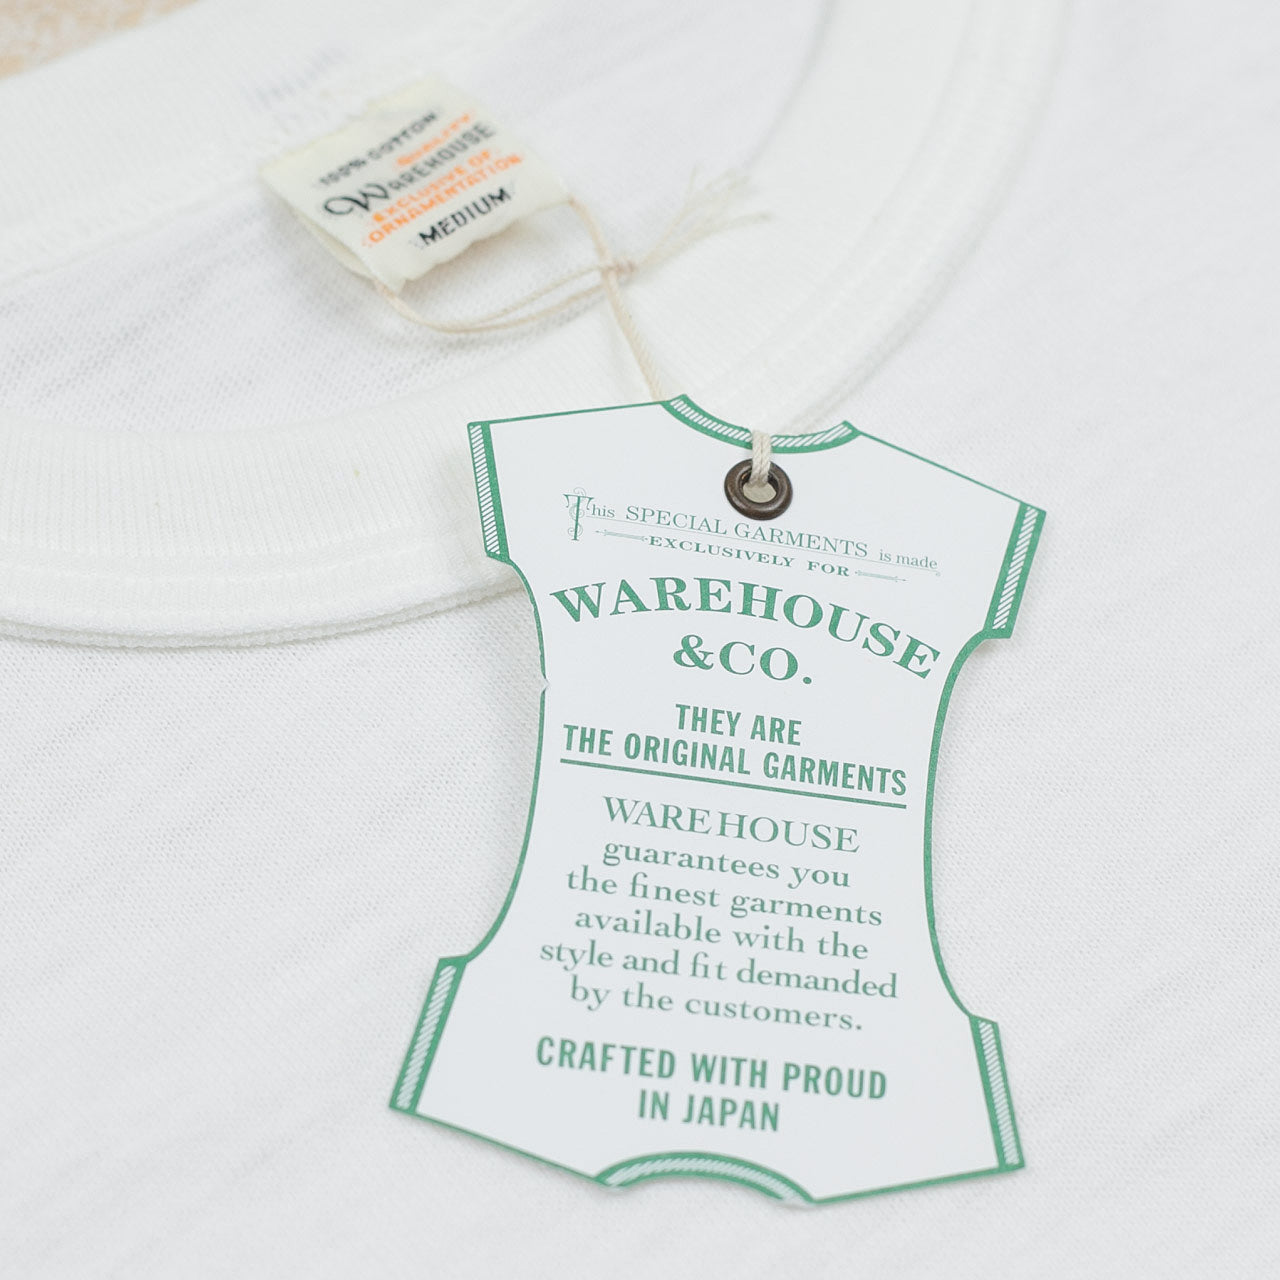 100% COTTON
QUALITY
WAREHOUSE
EXCLUSIVE OF
ORNAMENTATION
MEDIUM
This SPECIAL GARMENTS is made
EXCLUSIVELY FOR
WAREHOUSE
&CO.
THEY ARE
THE ORIGINAL GARMENTS
WAREHOUSE
guarantees you
the finest garments
available with the
style and fit demanded
by the customers.
CRAFTED WITH PROUD
IN JAPAN